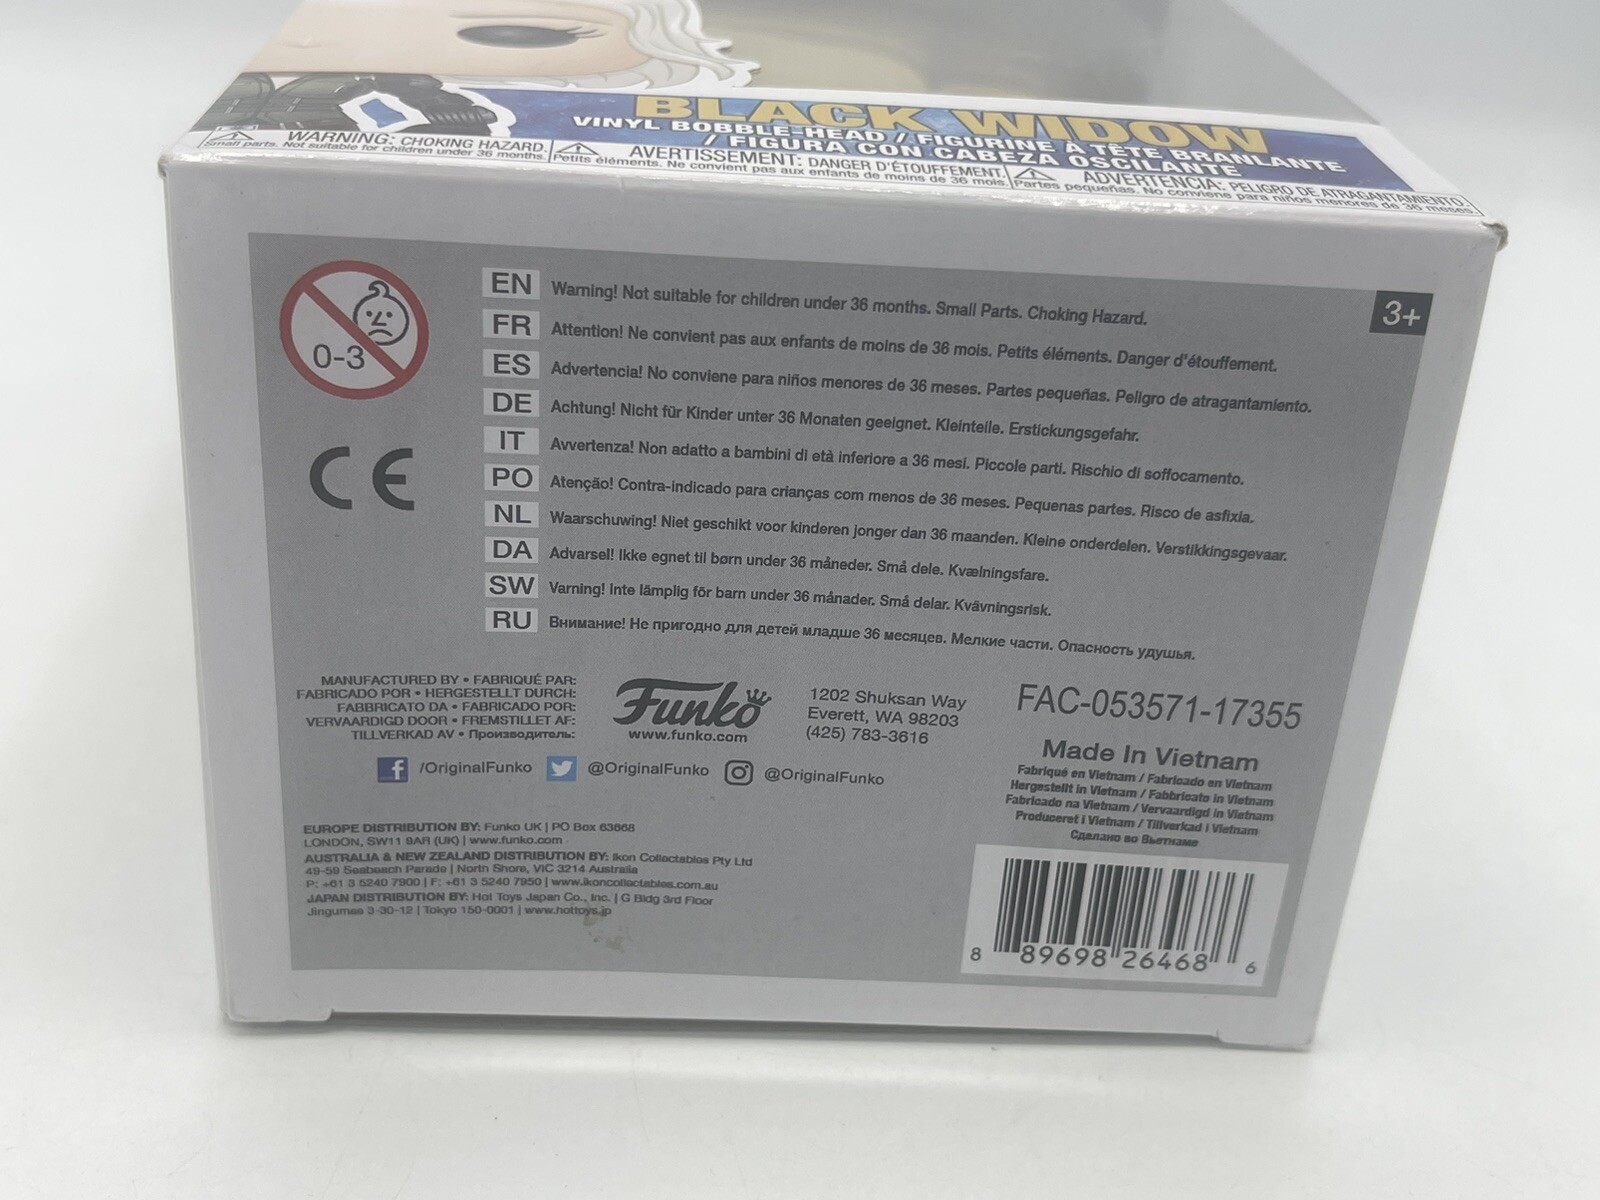 BLACK WIDOW
VINYL BOBBLE-HEAD / FIGURINE À TÊTE BRANLANTE
/ FIGURA CON CABEZA OSCILANTE
WARNING: CHOKING HAZARD.
Small parts. Not suitable for children under 36 months.
AVERTISSEMENT: DANGER D'ÉTOUFFEMENT.
Petits éléments. Ne convient pas aux enfants de moins de 36 mois.
ADVERTENCIA: PELIGRO DE ATRAGANTAMIENTO.
Partes pequeñas. No conviene para niños menores de 36 meses.
0-3
3+
EN Warning! Not suitable for children under 36 months. Small Parts. Choking Hazard.
FR Attention! Ne convient pas aux enfants de moins de 36 mois. Petits éléments. Danger d'étouffement.
ES Advertencia! No conviene para niños menores de 36 meses. Partes pequeñas. Peligro de atragantamiento.
DE Achtung! Nicht für Kinder unter 36 Monaten geeignet. Kleinteile. Erstickungsgefahr.
IT Avvertenza! Non adatto a bambini di età inferiore a 36 mesi. Piccole parti. Rischio di soffocamento.
PO Atenção! Contra-indicado para crianças com menos de 36 meses. Pequenas partes. Risco de asfixia.
NL Waarschuwing! Niet geschikt voor kinderen jonger dan 36 maanden. Kleine onderdelen. Verstikkingsgevaar.
DA Advarsel! Ikke egnet til børn under 36 måneder. Små dele. Kvælningsfare.
SW Varning! Inte lämplig för barn under 36 månader. Små delar. Kvävningsrisk.
RU Внимание! Не пригодно для детей младше 36 месяцев. Мелкие части. Опасность удушья.
CE
MANUFACTURED BY • FABRIQUÉ PAR:
FABRICADO POR • HERGESTELLT DURCH:
FABBRICATO DA • FABRICADO POR:
VERVAARDIGD DOOR • FREMSTILLET AF:
TILLVERKAD AV • Производитель:
Funko
www.funko.com
1202 Shuksan Way
Everett, WA 98203
(425) 783-3616
FAC-053571-17355
Made In Vietnam
Fabriqué en Vietnam / Fabricado en Vietnam
Hergestellt in Vietnam / Fabbricato in Vietnam
Fabricado na Vietnam / Vervaardigd in Vietnam
Produceret i Vietnam / Tillverkad i Vietnam
Сделано во Вьетнаме
/OriginalFunko @OriginalFunko @OriginalFunko
EUROPE DISTRIBUTION BY: Funko UK | PO Box 63668
LONDON, SW11 9AR (UK) | www.funko.com
AUSTRALIA & NEW ZEALAND DISTRIBUTION BY: Ikon Collectables Pty Ltd
49-59 Seabeach Parade | North Shore, VIC 3214 Australia
P: +61 3 5240 7900 | F: +61 3 5240 7950 | www.ikoncollectables.com.au
JAPAN DISTRIBUTION BY: Hot Toys Japan Co., Inc. | G Bldg 3rd Floor
Jingumae 3-30-12 | Tokyo 150-0001 | www.hottoys.jp
8 89698 26468 6